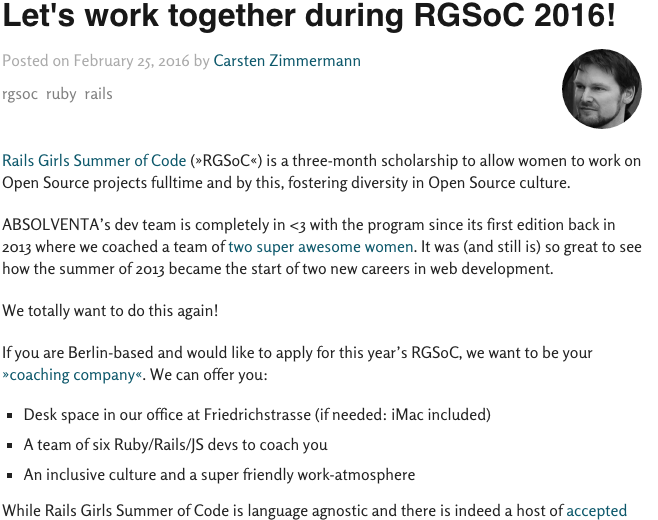 Let's work together during RGSoC 2016!
Posted on February 25, 2016 by Carsten Zimmermann
rgsoc ruby rails
Rails Girls Summer of Code (»RGSoC«) is a three-month scholarship to allow women to work on
Open Source projects fulltime and by this, fostering diversity in Open Source culture.
ABSOLVENTA’s dev team is completely in <3 with the program since its first edition back in
2013 where we coached a team of two super awesome women. It was (and still is) so great to see
how the summer of 2013 became the start of two new careers in web development.
We totally want to do this again!
If you are Berlin-based and would like to apply for this year’s RGSoC, we want to be your
»coaching company«. We can offer you:
▪ Desk space in our office at Friedrichstrasse (if needed: iMac included)
▪ A team of six Ruby/Rails/JS devs to coach you
▪ An inclusive culture and a super friendly work-atmosphere
While Rails Girls Summer of Code is language agnostic and there is indeed a host of accepted